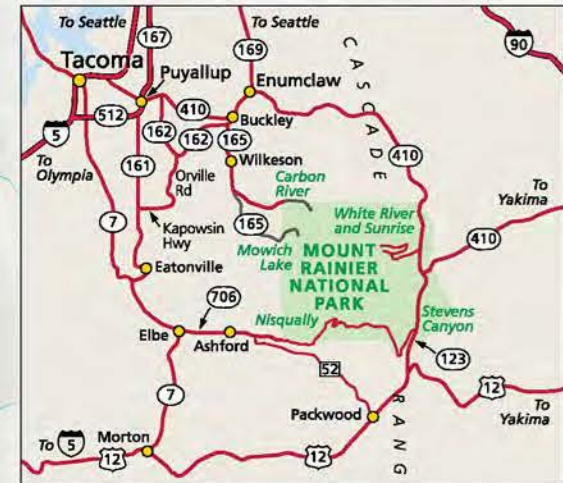 To Seattle
167
To Seattle
169
90
Tacoma
Puyallup
Enumclaw
CASCADE
512
410
Buckley
5
162
162
165
410
To
Olympia
161
Orville
Rd
Wilkeson
Carbon
River
To
Yakima
7
Kapowsin
Hwy
165
White River
and Sunrise
410
Mowich
Lake
MOUNT
RAINIER
NATIONAL
PARK
Eatonville
706
Nisqually
Stevens
Canyon
Elbe
Ashford
123
52
12
7
Packwood
RANG
To
Yakima
To 5
Morton
12
12